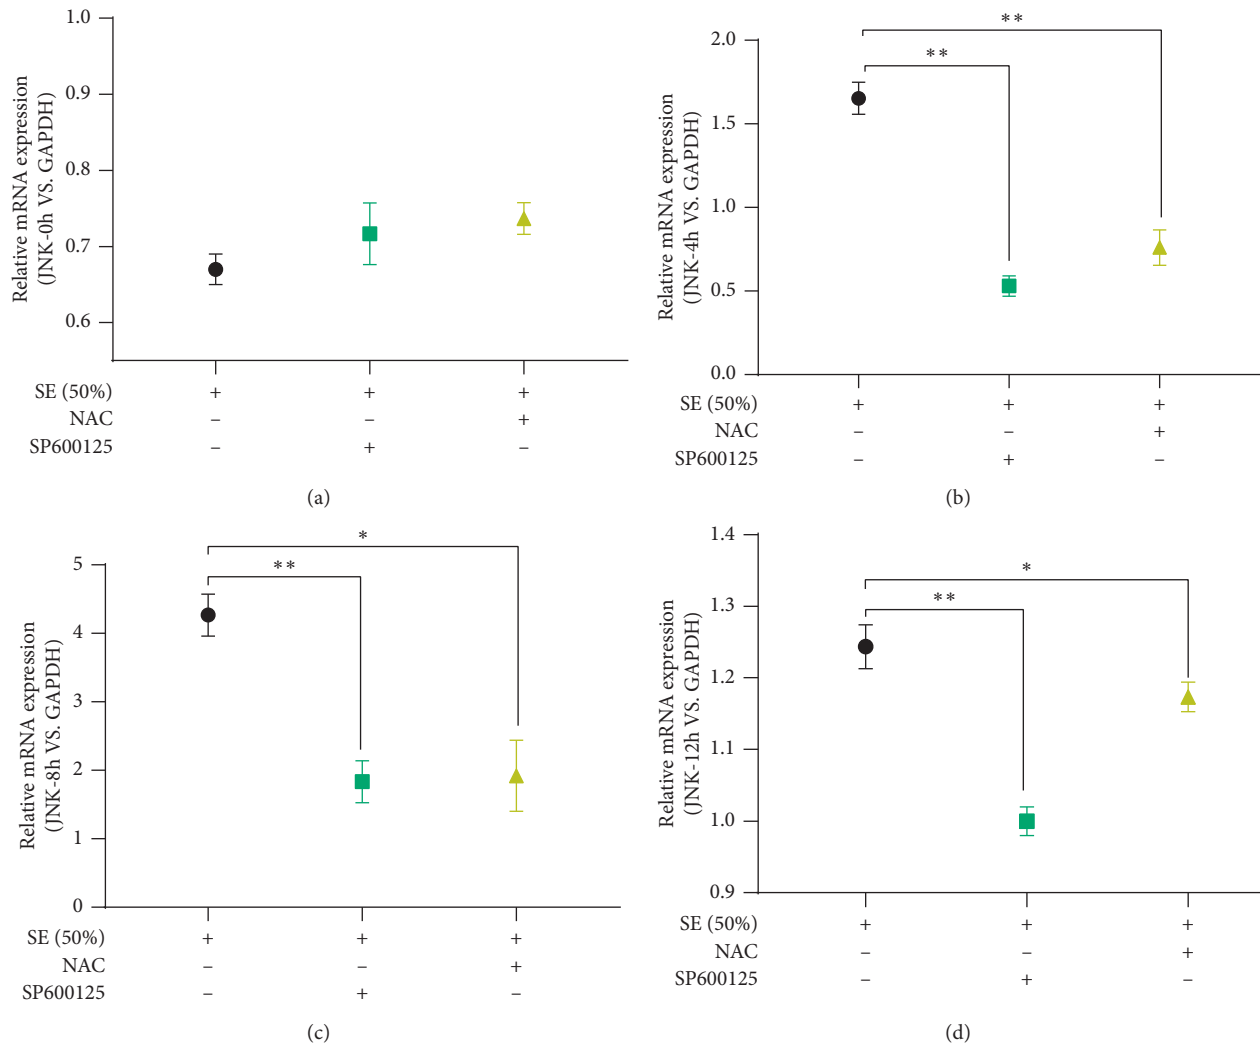 Relative mRNA expression
(JNK-0h VS. GAPDH)
1.0
0.9
0.8
0.7
0.6
SE (50%) + + +
NAC – – +
SP600125 – + –
(a)
Relative mRNA expression
(JNK-4h VS. GAPDH)
2.0
1.5
1.0
0.5
0.0
**
**
SE (50%) + + +
NAC – – +
SP600125 – + –
(b)
Relative mRNA expression
(JNK-8h VS. GAPDH)
5
4
3
2
1
0
*
**
SE (50%) + + +
NAC – – +
SP600125 – + –
(c)
Relative mRNA expression
(JNK-12h VS. GAPDH)
1.4
1.3
1.2
1.1
1.0
0.9
*
**
SE (50%) + + +
NAC – – +
SP600125 – + –
(d)